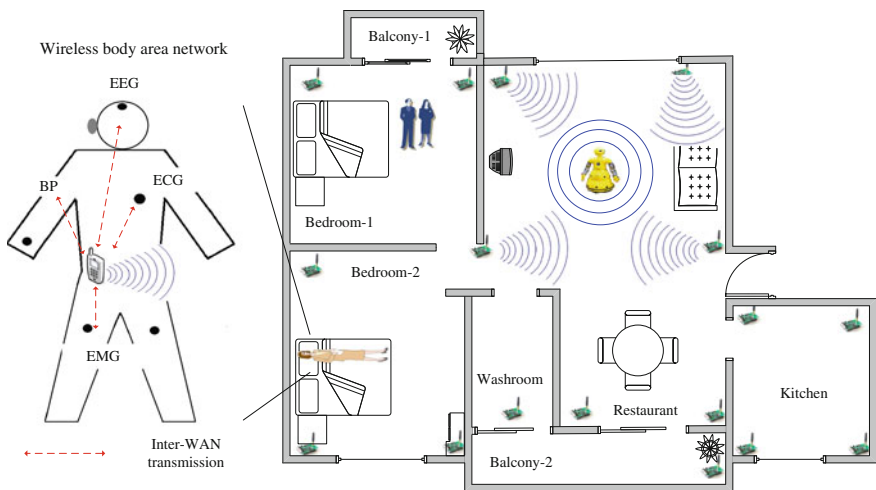 Wireless body area network
EEG
BP
ECG
EMG
Inter-WAN
transmission
Balcony-1
Bedroom-1
Bedroom-2
Washroom
Restaurant
Kitchen
Balcony-2